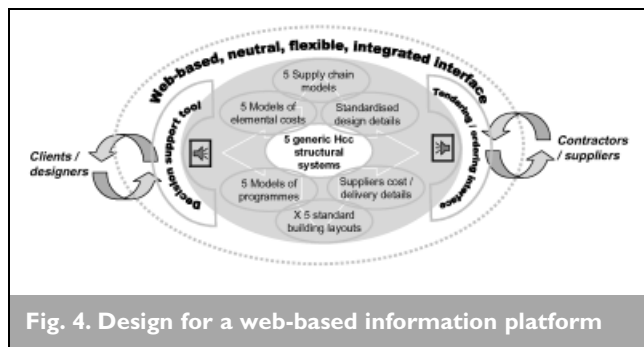 Web-based, neutral, flexible, integrated interface
5 Supply chain
models
5 Models of
elemental costs
Standardised
design details
Decision support tool
Tendering / ordering interface
5 generic Hcc
structural
systems
Clients /
designers
Contractors
/ suppliers
5 Models of
programmes
Suppliers cost /
delivery details
X 5 standard
building layouts
Fig. 4. Design for a web-based information platform